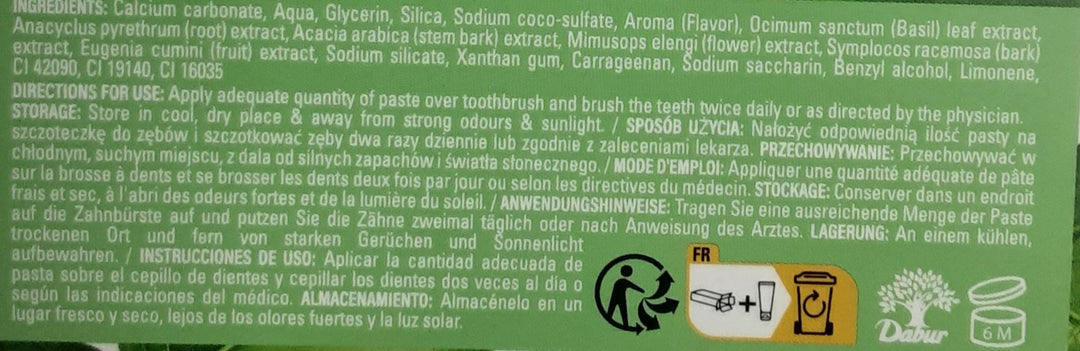 INGREDIENTS: Calcium carbonate, Aqua, Glycerin, Silica, Sodium coco-sulfate, Aroma (Flavor), Ocimum sanctum (Basil) leaf extract,
Anacyclus pyrethrum (root) extract, Acacia arabica (stem bark) extract, Mimusops elengi (flower) extract, Symplocos racemosa (bark)
extract, Eugenia cumini (fruit) extract, Sodium silicate, Xanthan gum, Carrageenan, Sodium saccharin, Benzyl alcohol, Limonene,
CI 42090, CI 19140, CI 16035
DIRECTIONS FOR USE: Apply adequate quantity of paste over toothbrush and brush the teeth twice daily or as directed by the physician.
STORAGE: Store in cool, dry place & away from strong odours & sunlight. / SPOSÓB UŻYCIA: Nałożyć odpowiednią ilość pasty na
szczoteczkę do zębów i szczotkować zęby dwa razy dziennie lub zgodnie z zaleceniami lekarza. PRZECHOWYWANIE: Przechowywać w
chłodnym, suchym miejscu, z dala od silnych zapachów i światła słonecznego. / MODE D'EMPLOI: Appliquer une quantité adéquate de pâte
sur la brosse à dents et se brosser les dents deux fois par jour ou selon les directives du médecin. STOCKAGE: Conserver dans un endroit
frais et sec, à l'abri des odeurs fortes et de la lumière du soleil. / ANWENDUNGSHINWEISE: Tragen Sie eine ausreichende Menge der Paste
auf die Zahnbürste auf und putzen Sie die Zähne zweimal täglich oder nach Anweisung des Arztes. LAGERUNG: An einem kühlen,
trockenen Ort und fern von starken Gerüchen und Sonnenlicht
aufbewahren. / INSTRUCCIONES DE USO: Aplicar la cantidad adecuada de
pasta sobre el cepillo de dientes y cepillar los dientes dos veces al día o
según las indicaciones del médico. ALMACENAMIENTO: Almacénelo en un
lugar fresco y seco, lejos de los olores fuertes y la luz solar.
FR
+
Dabur
6 M